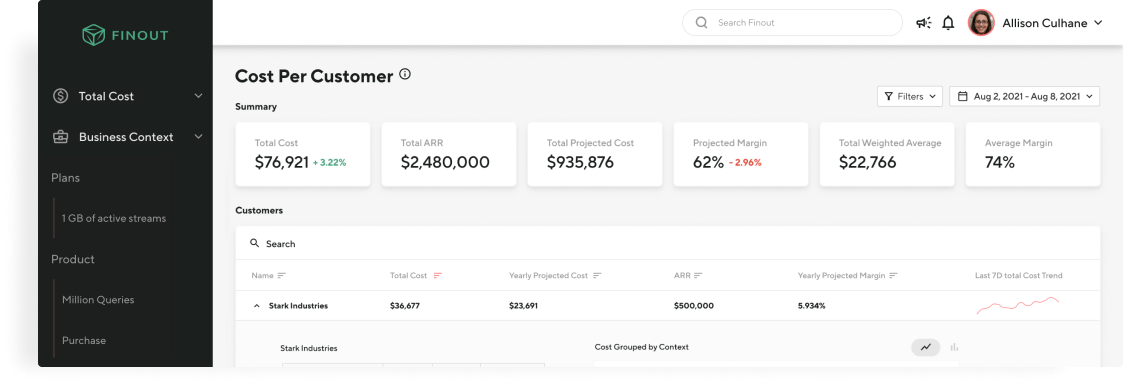 FINOUT
Search Finout
Allison Culhane
Total Cost
Business Context
Plans
1 GB of active streams
Product
Million Queries
Purchase
Cost Per Customer
Summary
Filters
Aug 2, 2021 - Aug 8, 2021
Total Cost
$76,921 + 3.22%
Total ARR
$2,480,000
Total Projected Cost
$935,876
Projected Margin
62% - 2.96%
Total Weighted Average
$22,766
Average Margin
74%
Customers
Search
Name Total Cost Yearly Projected Cost ARR Yearly Projected Margin Last 7D total Cost Trend
Stark Industries $36,677 $23,691 $500,000 5.934%
Stark Industries Cost Grouped by Context